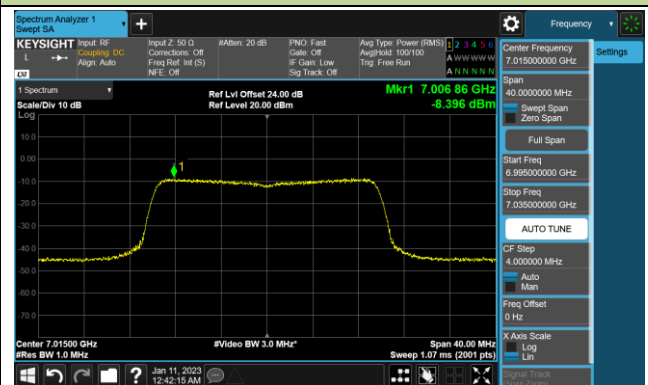 Spectrum Analyzer 1
Swept SA
Frequency
KEYSIGHT
Input: RF
Coupling: DC
Align: Auto
Input Z: 50 Ω
Corrections: Off
Freq Ref: Int (S)
NFE: Off
#Atten: 20 dB
PNO: Fast
Gate: Off
IF Gain: Low
Sig Track: Off
Avg Type: Power (RMS)
Avg|Hold: 100/100
Trig: Free Run
1 2 3 4 5 6
A W W W W W
A N N N N N
L
LXI
Center Frequency
7.015000000 GHz
Settings
Span
40.0000000 MHz
Swept Span
Zero Span
Full Span
Start Freq
6.995000000 GHz
Stop Freq
7.035000000 GHz
AUTO TUNE
CF Step
4.000000 MHz
Auto
Man
Freq Offset
0 Hz
X Axis Scale
Log
Lin
Signal Track
(Span Zoom)
1 Spectrum
Scale/Div 10 dB
Log
Ref Lvl Offset 24.00 dB
Ref Level 20.00 dBm
Mkr1 7.006 86 GHz
-8.396 dBm
10.0
0.00
-10.0
-20.0
-30.0
-40.0
-50.0
-60.0
-70.0
1
Center 7.01500 GHz
#Res BW 1.0 MHz
#Video BW 3.0 MHz*
Span 40.00 MHz
Sweep 1.07 ms (2001 pts)
Jan 11, 2023
12:42:15 AM